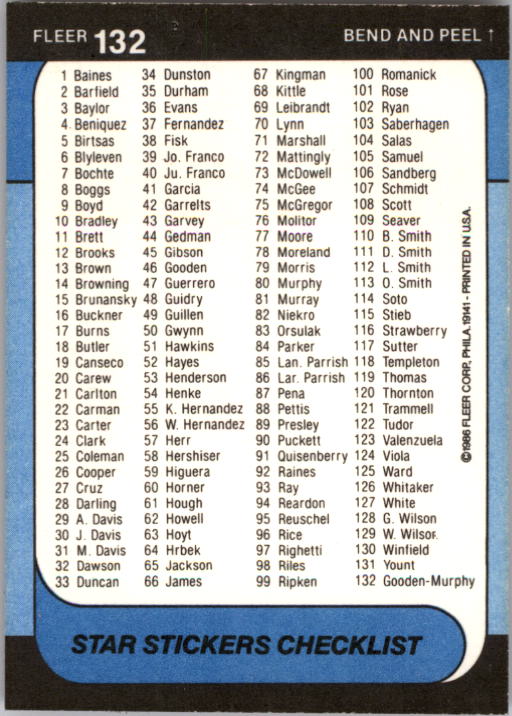 FLEER 132
BEND AND PEEL ↑
1 Baines
2 Barfield
3 Baylor
4 Beniquez
5 Birtsas
6 Blyleven
7 Bochte
8 Boggs
9 Boyd
10 Bradley
11 Brett
12 Brooks
13 Brown
14 Browning
15 Brunansky
16 Buckner
17 Burns
18 Butler
19 Canseco
20 Carew
21 Carlton
22 Carman
23 Carter
24 Clark
25 Coleman
26 Cooper
27 Cruz
28 Darling
29 A. Davis
30 J. Davis
31 M. Davis
32 Dawson
33 Duncan
34 Dunston
35 Durham
36 Evans
37 Fernandez
38 Fisk
39 Jo. Franco
40 Ju. Franco
41 Garcia
42 Garrelts
43 Garvey
44 Gedman
45 Gibson
46 Gooden
47 Guerrero
48 Guidry
49 Guillen
50 Gwynn
51 Hawkins
52 Hayes
53 Henderson
54 Henke
55 K. Hernandez
56 W. Hernandez
57 Herr
58 Hershiser
59 Higuera
60 Horner
61 Hough
62 Howell
63 Hoyt
64 Hrbek
65 Jackson
66 James
67 Kingman
68 Kittle
69 Leibrandt
70 Lynn
71 Marshall
72 Mattingly
73 McDowell
74 McGee
75 McGregor
76 Molitor
77 Moore
78 Moreland
79 Morris
80 Murphy
81 Murray
82 Niekro
83 Orsulak
84 Parker
85 Lan. Parrish
86 Lar. Parrish
87 Pena
88 Pettis
89 Presley
90 Puckett
91 Quisenberry
92 Raines
93 Ray
94 Reardon
95 Reuschel
96 Rice
97 Righetti
98 Riles
99 Ripken
100 Romanick
101 Rose
102 Ryan
103 Saberhagen
104 Salas
105 Samuel
106 Sandberg
107 Schmidt
108 Scott
109 Seaver
110 B. Smith
111 D. Smith
112 L. Smith
113 O. Smith
114 Soto
115 Stieb
116 Strawberry
117 Sutter
118 Templeton
119 Thomas
120 Thornton
121 Trammell
122 Tudor
123 Valenzuela
124 Viola
125 Ward
126 Whitaker
127 White
128 G. Wilson
129 W. Wilson
130 Winfield
131 Yount
132 Gooden-Murphy
©1986 FLEER CORP., PHILA. 19141 - PRINTED IN U.S.A.
STAR STICKERS CHECKLIST